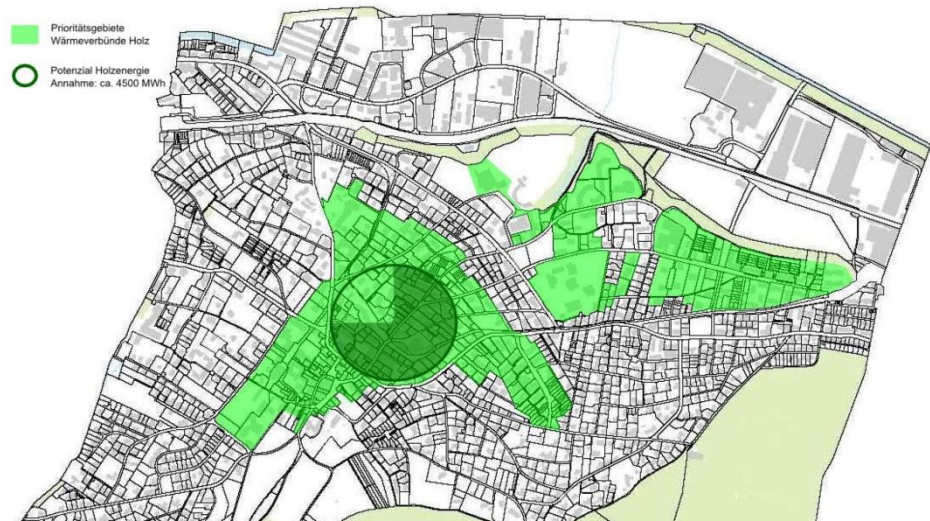 Prioritätsgebiete
Wärmeverbünde Holz
Potenzial Holzenergie
Annahme: ca. 4500 MWh